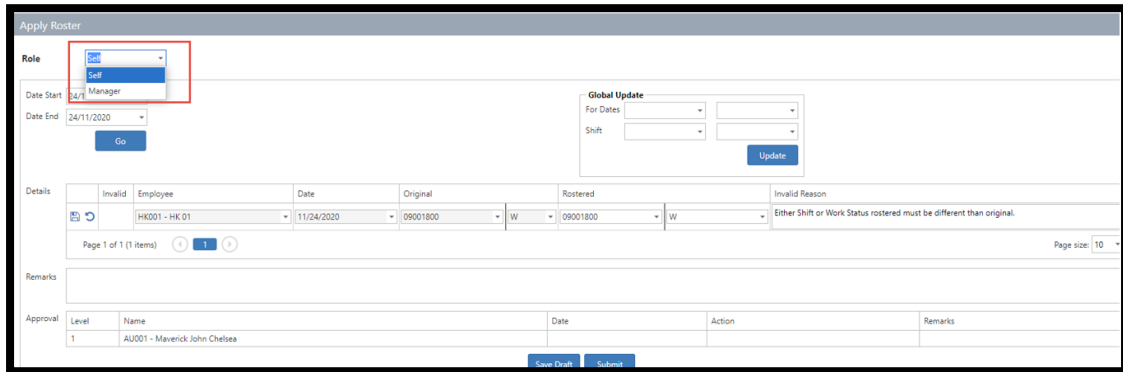 Apply Roster
Role Self
Self
Manager
Date Start 24/1
Date End 24/11/2020
Go
Global Update
For Dates
Shift
Update
Details Invalid Employee Date Original Rostered Invalid Reason
HK001 - HK 01 11/24/2020 09001800 W 09001800 W Either Shift or Work Status rostered must be different than original.
Page 1 of 1 (1 items) 1 Page size: 10
Remarks
Approval Level Name Date Action Remarks
1 AU001 - Maverick John Chelsea
Save Draft Submit